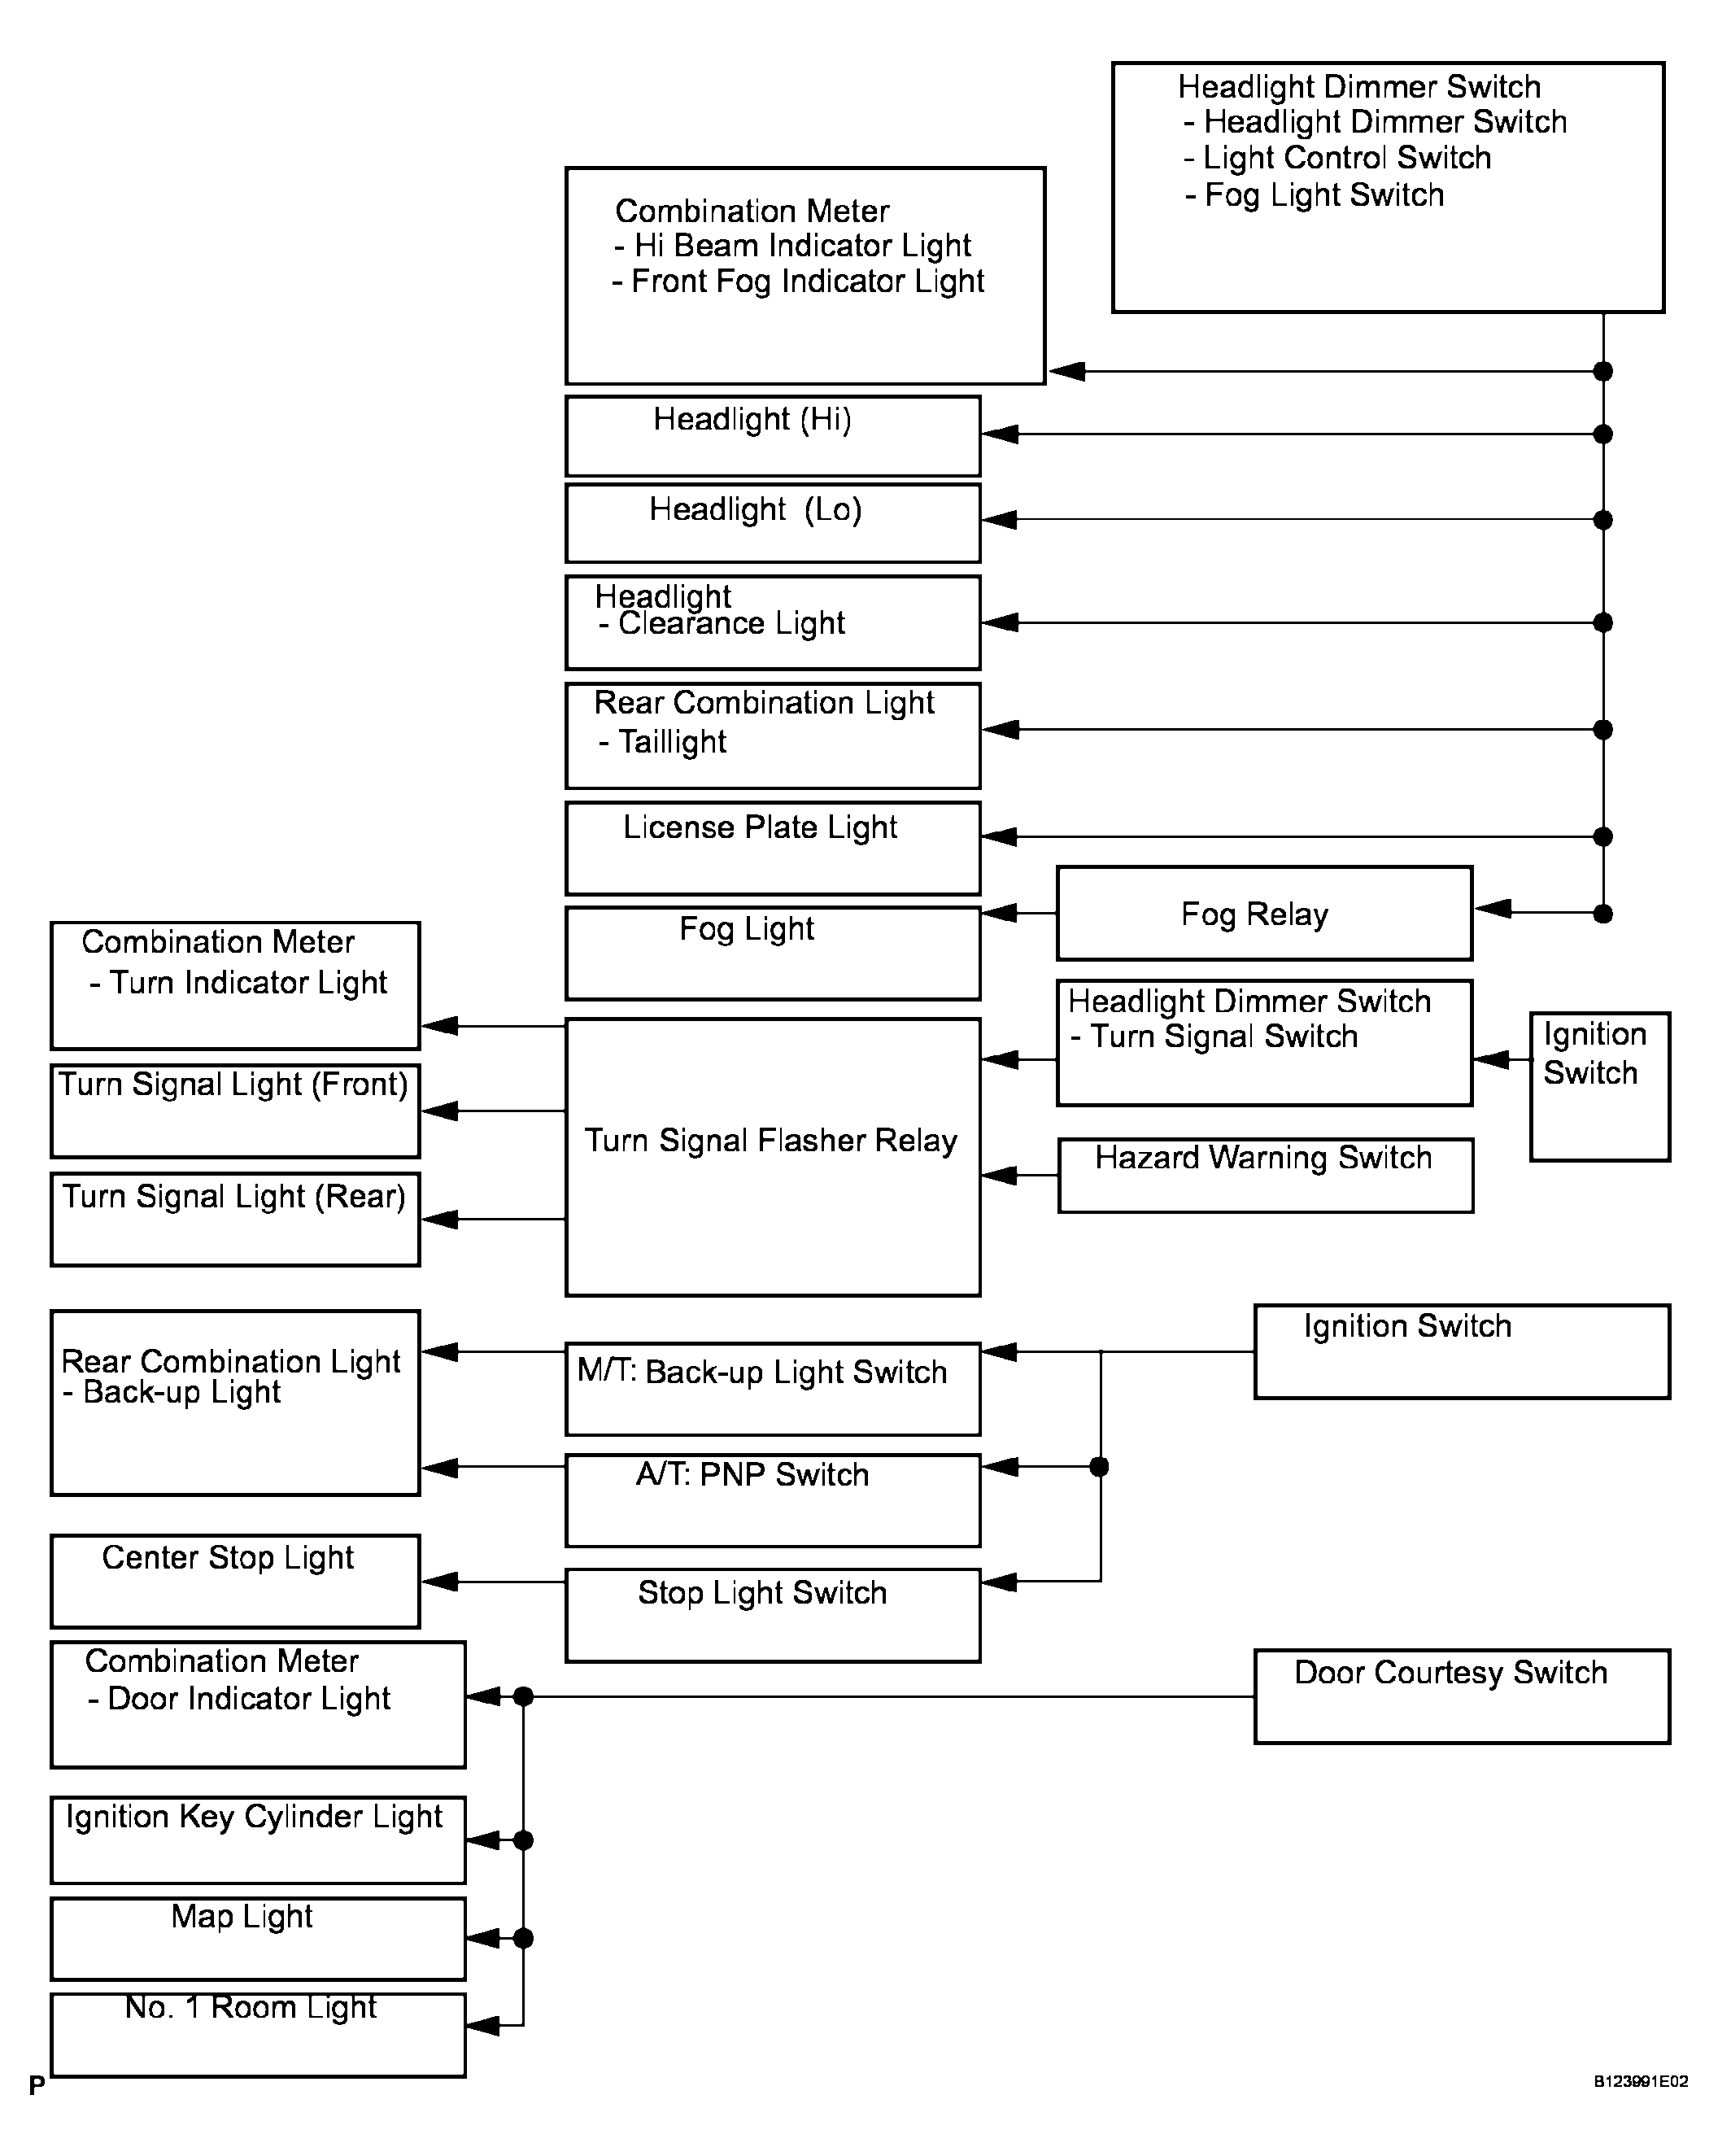 Headlight Dimmer Switch
- Headlight Dimmer Switch
- Light Control Switch
- Fog Light Switch
Combination Meter
- Hi Beam Indicator Light
- Front Fog Indicator Light
Headlight (Hi)
Headlight (Lo)
Headlight
- Clearance Light
Rear Combination Light
- Taillight
License Plate Light
Fog Light
Fog Relay
Combination Meter
- Turn Indicator Light
Headlight Dimmer Switch
- Turn Signal Switch
Ignition
Switch
Turn Signal Light (Front)
Turn Signal Flasher Relay
Hazard Warning Switch
Turn Signal Light (Rear)
Ignition Switch
Rear Combination Light
- Back-up Light
M/T: Back-up Light Switch
A/T: PNP Switch
Center Stop Light
Stop Light Switch
Combination Meter
- Door Indicator Light
Door Courtesy Switch
Ignition Key Cylinder Light
Map Light
No. 1 Room Light
P
B123991E02